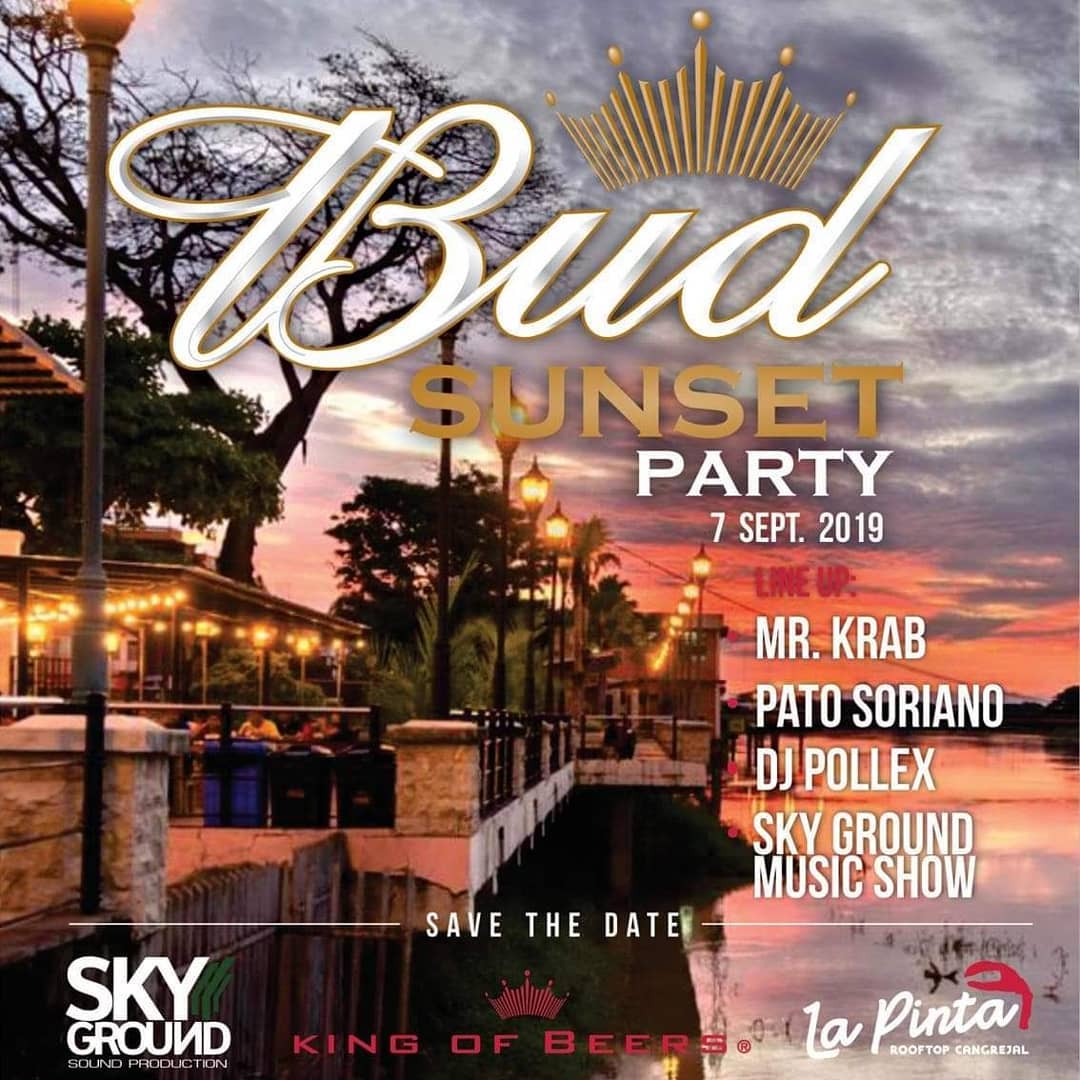 Bud
SUNSET
PARTY
7 SEPT. 2019
LINE UP:
• MR. KRAB
• PATO SORIANO
• DJ POLLEX
• SKY GROUND
MUSIC SHOW
SAVE THE DATE
SKY
GROUND
SOUND PRODUCTION
KING OF BEERS®
La Pinta
ROOFTOP CANGREJAL